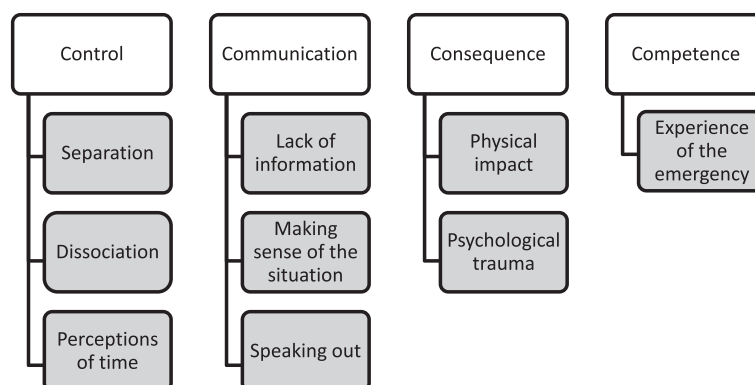 Control
Separation
Dissociation
Perceptions
of time
Communication
Lack of
information
Making
sense of the
situation
Speaking out
Consequence
Physical
impact
Psychological
trauma
Competence
Experience
of the
emergency